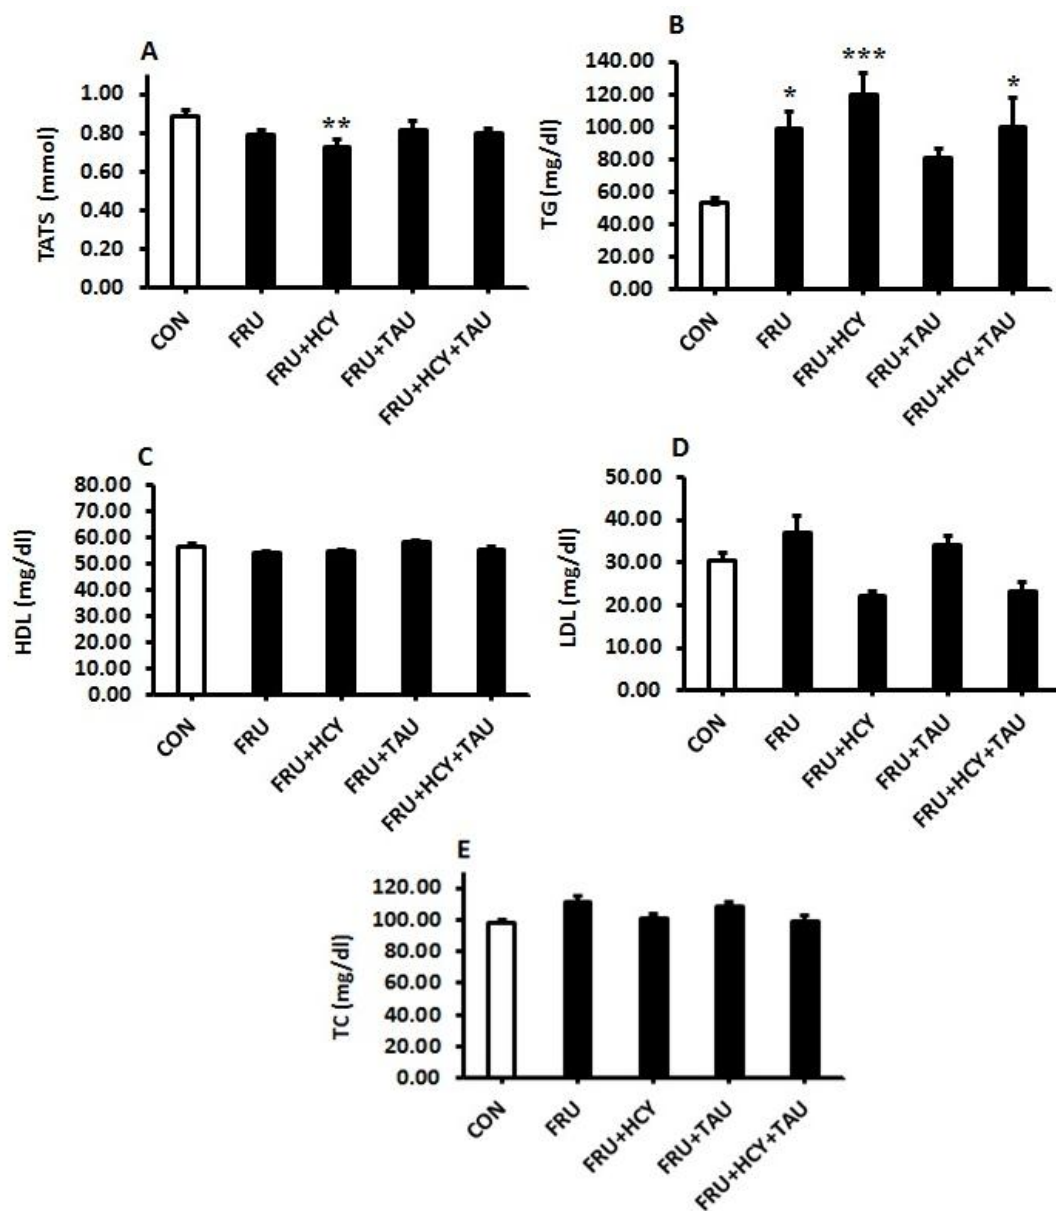 A
TATS (mmol)
1.00
0.80
0.60
0.40
0.20
0.00
**
CON
FRU
FRU+HCY
FRU+TAU
FRU+HCY+TAU
B
TG (mg/dl)
140.00
120.00
100.00
80.00
60.00
40.00
20.00
0.00
*
***
*
CON
FRU
FRU+HCY
FRU+TAU
FRU+HCY+TAU
C
HDL (mg/dl)
80.00
70.00
60.00
50.00
40.00
30.00
20.00
10.00
0.00
CON
FRU
FRU+HCY
FRU+TAU
FRU+HCY+TAU
D
LDL (mg/dl)
50.00
40.00
30.00
20.00
10.00
0.00
CON
FRU
FRU+HCY
FRU+TAU
FRU+HCY+TAU
E
TC (mg/dl)
120.00
100.00
80.00
60.00
40.00
20.00
0.00
CON
FRU
FRU+HCY
FRU+TAU
FRU+HCY+TAU